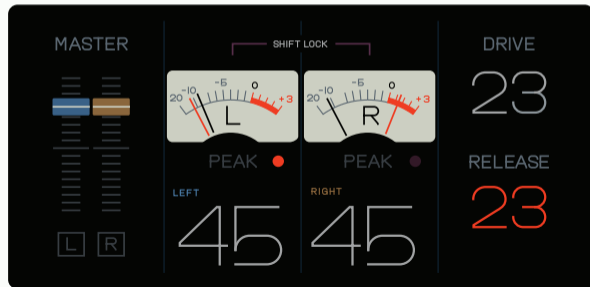 MASTER
SHIFT LOCK
DRIVE
20 -10 -5 0 +3
L
20 -10 -5 0 +3
R
23
PEAK
PEAK
RELEASE
LEFT
RIGHT
23
45
45
L R